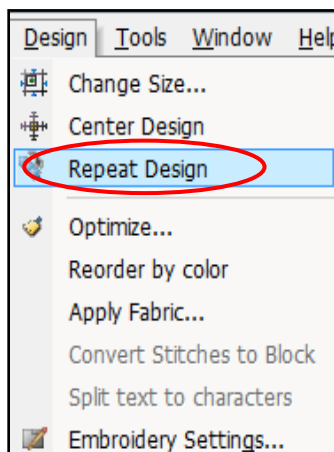 Design Tools Window Help
Change Size...
Center Design
Repeat Design
Optimize...
Reorder by color
Apply Fabric...
Convert Stitches to Block
Split text to characters
Embroidery Settings...